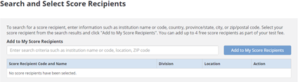 Search and Select Score Recipients
To search for a score recipient, enter information such as institution name or code, country, province/state, city, or zip/postal code. Select your
score recipient from the search results and click "Add to My Score Recipients". You can add up to 4 free score recipients as part of your test fee.
Add to My Score Recipients
Enter search criteria such as institution name or code, location, ZIP code
Add to My Score Recipients
Score Recipient Code and Name Division Location Action
No score recipients have been selected.